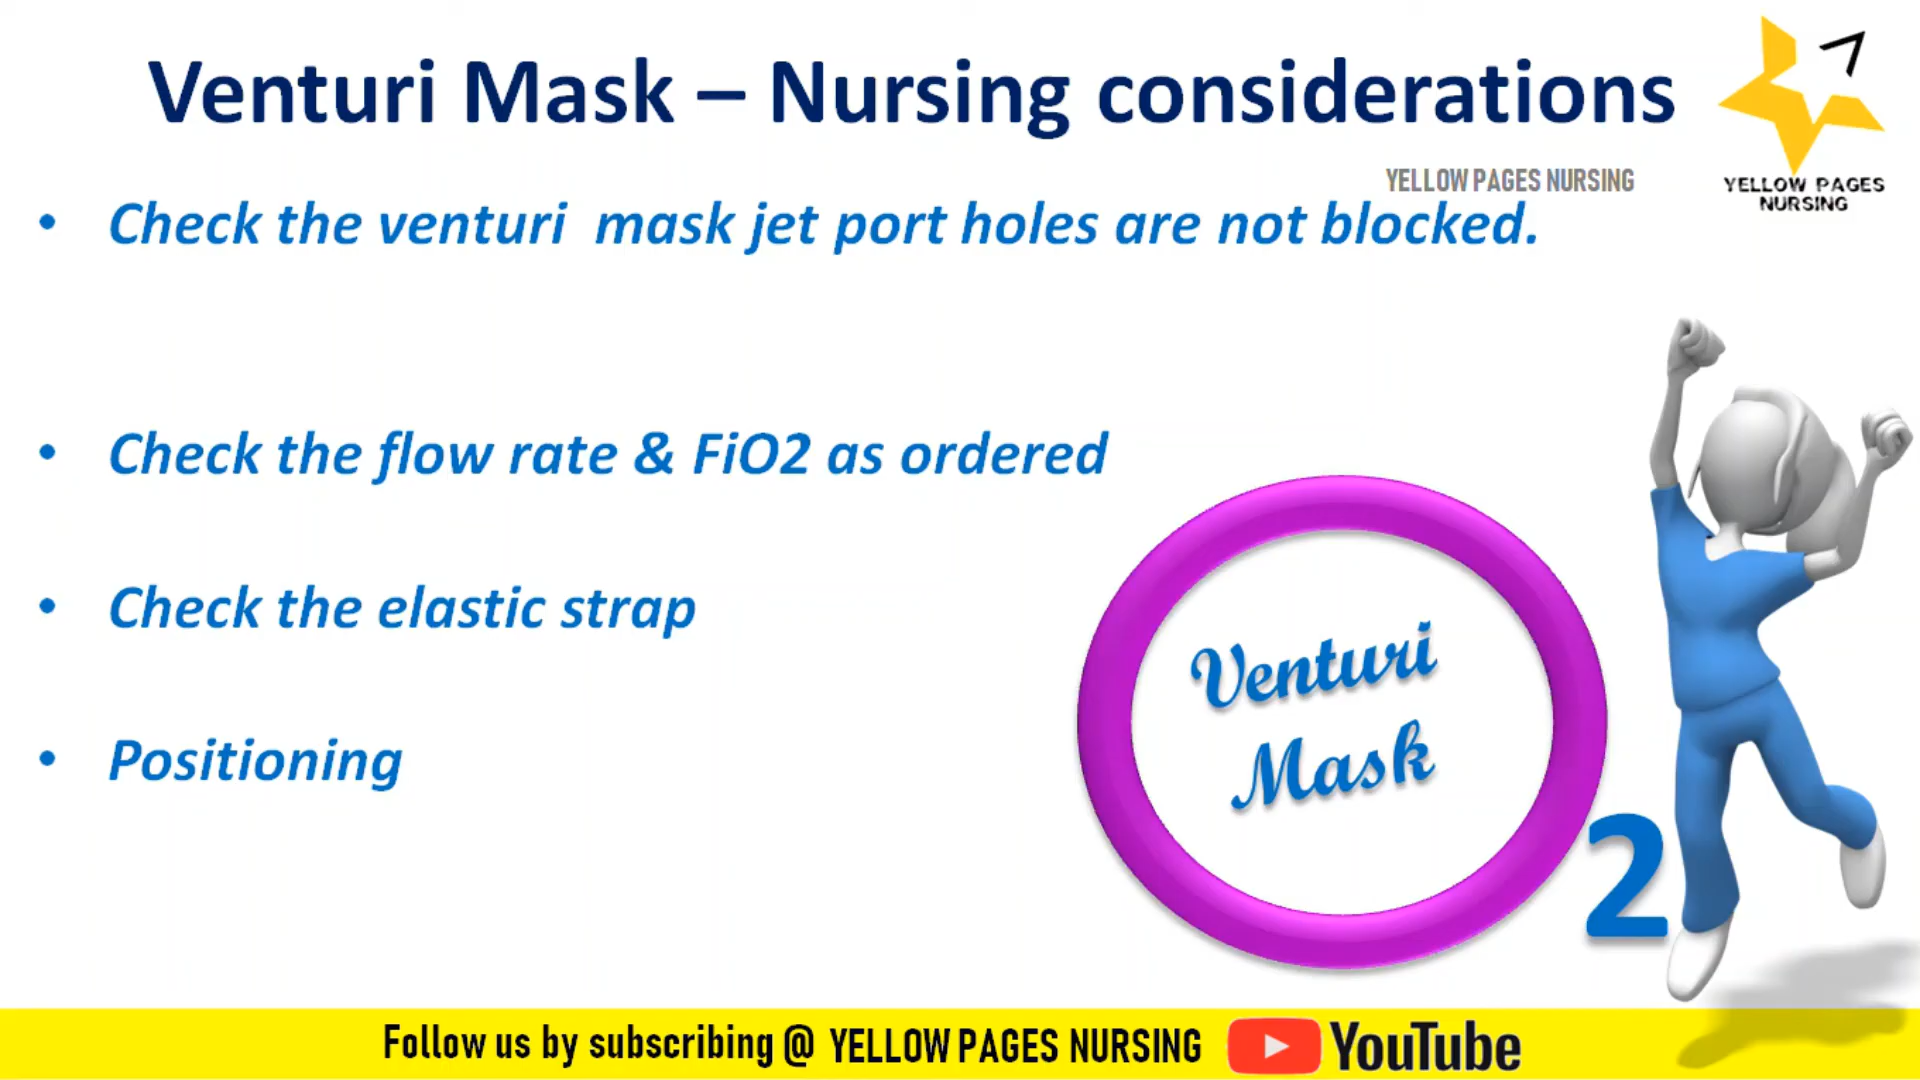 Venturi Mask – Nursing considerations
YELLOW PAGES NURSING
YELLOW PAGES
NURSING
• Check the venturi mask jet port holes are not blocked.
• Check the flow rate & FiO2 as ordered
• Check the elastic strap
• Positioning
Venturi
Mask
2
Follow us by subscribing @ YELLOW PAGES NURSING YouTube